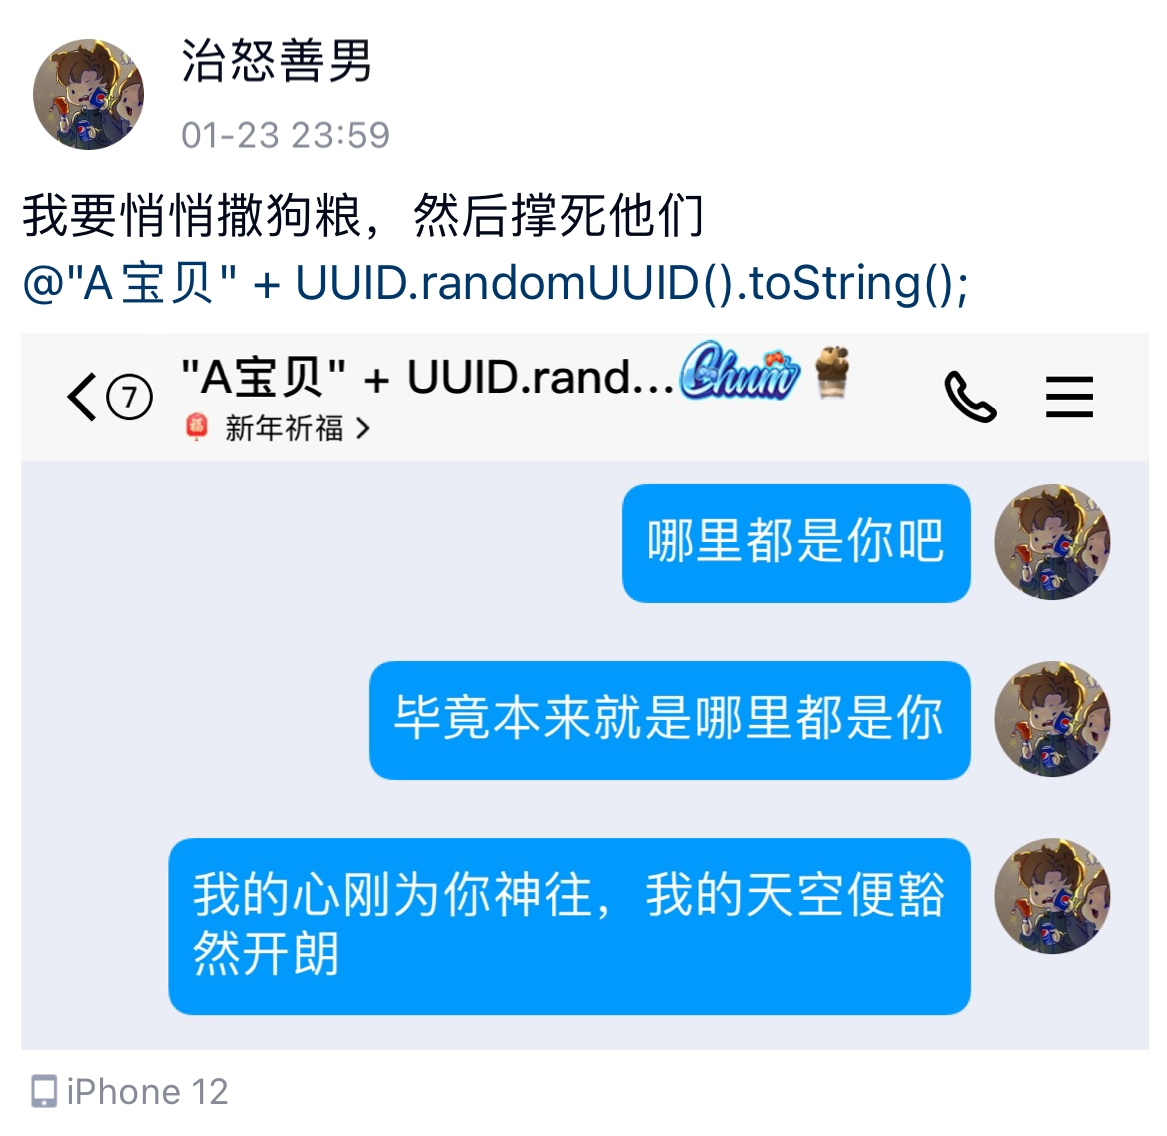 治怒善男
01-23 23:59
我要悄悄撒狗粮，然后撑死他们
@"A宝贝" + UUID.randomUUID().toString();
7
"A宝贝" + UUID.rand... Chum
福 新年祈福 >
哪里都是你吧
毕竟本来就是哪里都是你
我的心刚为你神往，我的天空便豁
然开朗
iPhone 12